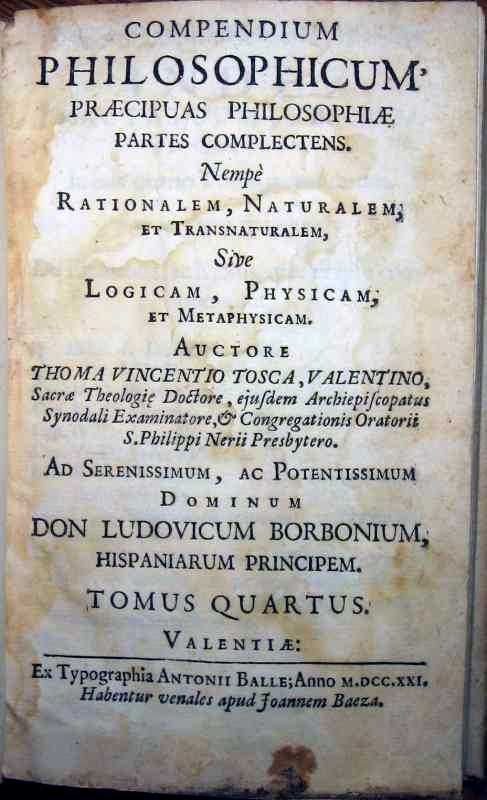 COMPENDIUM
PHILOSOPHICUM,
PRÆCIPUAS PHILOSOPHIÆ
PARTES COMPLECTENS.
Nempè
RATIONALEM, NATURALEM,
ET TRANSNATURALEM,
Sive
LOGICAM, PHYSICAM,
ET METAPHYSICAM.
AUCTORE
THOMA VINCENTIO TOSCA, VALENTINO,
Sacræ Theologie Doctore, ejusdem Archiepiscopatus
Synodali Examinatore, & Congregationis Oratorii
S. Philippi Nerii Presbytero.
AD SERENISSIMUM, AC POTENTISSIMUM
DOMINUM
DON LUDOVICUM BORBONIUM,
HISPANIARUM PRINCIPEM.
TOMUS QUARTUS.
VALENTIÆ:
Ex Typographia ANTONII BALLE; Anno M.DCC.XXI.
Habentur venales apud Joannem Baeza.